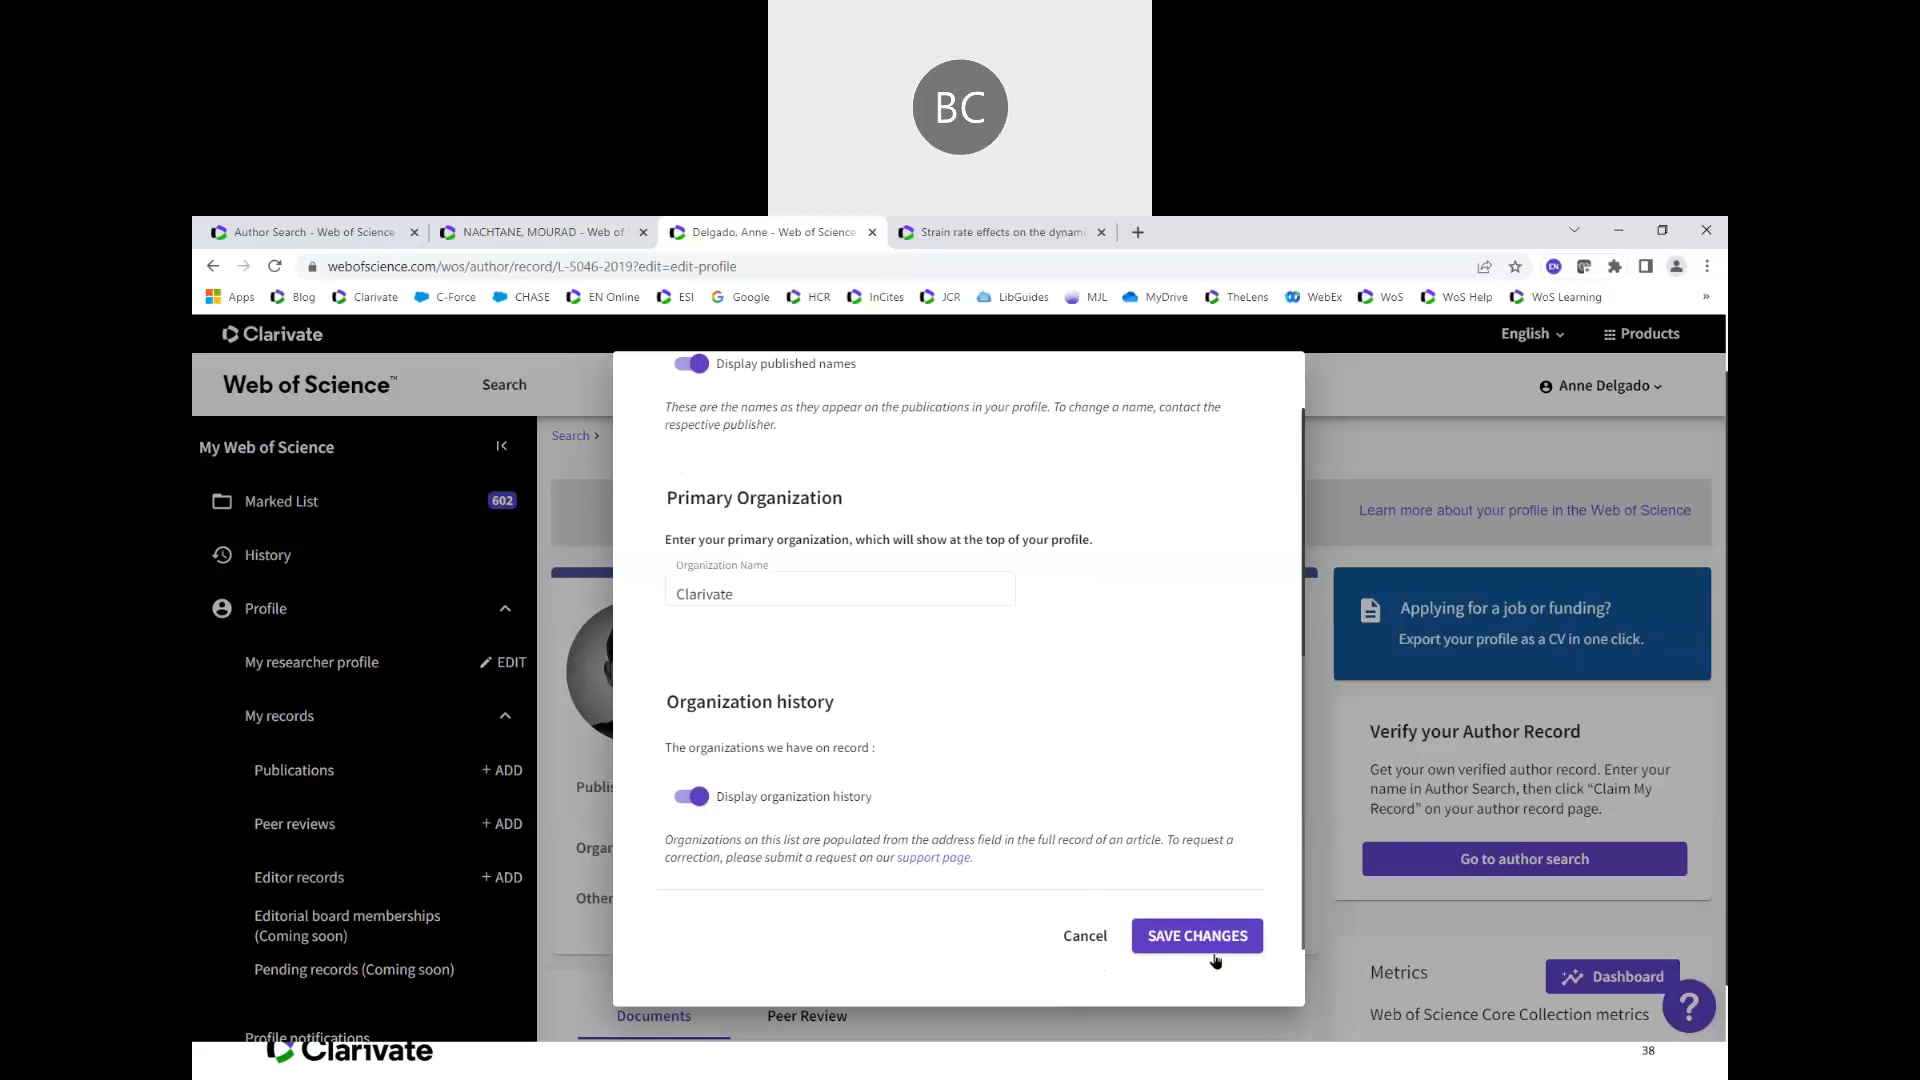 BC
Author Search - Web of Science
NACHTANE, MOURAD - Web of
Delgado, Anne - Web of Science
Strain rate effects on the dynami
webofscience.com/wos/author/record/L-5046-2019?edit=edit-profile
EN
Apps Blog Clarivate C-Force CHASE EN Online ESI Google HCR InCites JCR LibGuides MJL MyDrive TheLens WebEx WoS WoS Help WoS Learning »
Clarivate
English
Products
Web of Science™
Search
Anne Delgado
My Web of Science
Marked List 602
History
Profile
My researcher profile EDIT
My records
Publications + ADD
Peer reviews + ADD
Editor records + ADD
Editorial board memberships
(Coming soon)
Pending records (Coming soon)
Profile notifications
Search >
Display published names
These are the names as they appear on the publications in your profile. To change a name, contact the
respective publisher.
Primary Organization
Enter your primary organization, which will show at the top of your profile.
Organization Name
Clarivate
Organization history
The organizations we have on record :
Display organization history
Organizations on this list are populated from the address field in the full record of an article. To request a
correction, please submit a request on our support page.
Cancel
SAVE CHANGES
Publis
Organ
Other
Documents
Peer Review
Learn more about your profile in the Web of Science
Applying for a job or funding?
Export your profile as a CV in one click.
Verify your Author Record
Get your own verified author record. Enter your
name in Author Search, then click “Claim My
Record” on your author record page.
Go to author search
Metrics
Dashboard
Web of Science Core Collection metrics
?
Clarivate
38